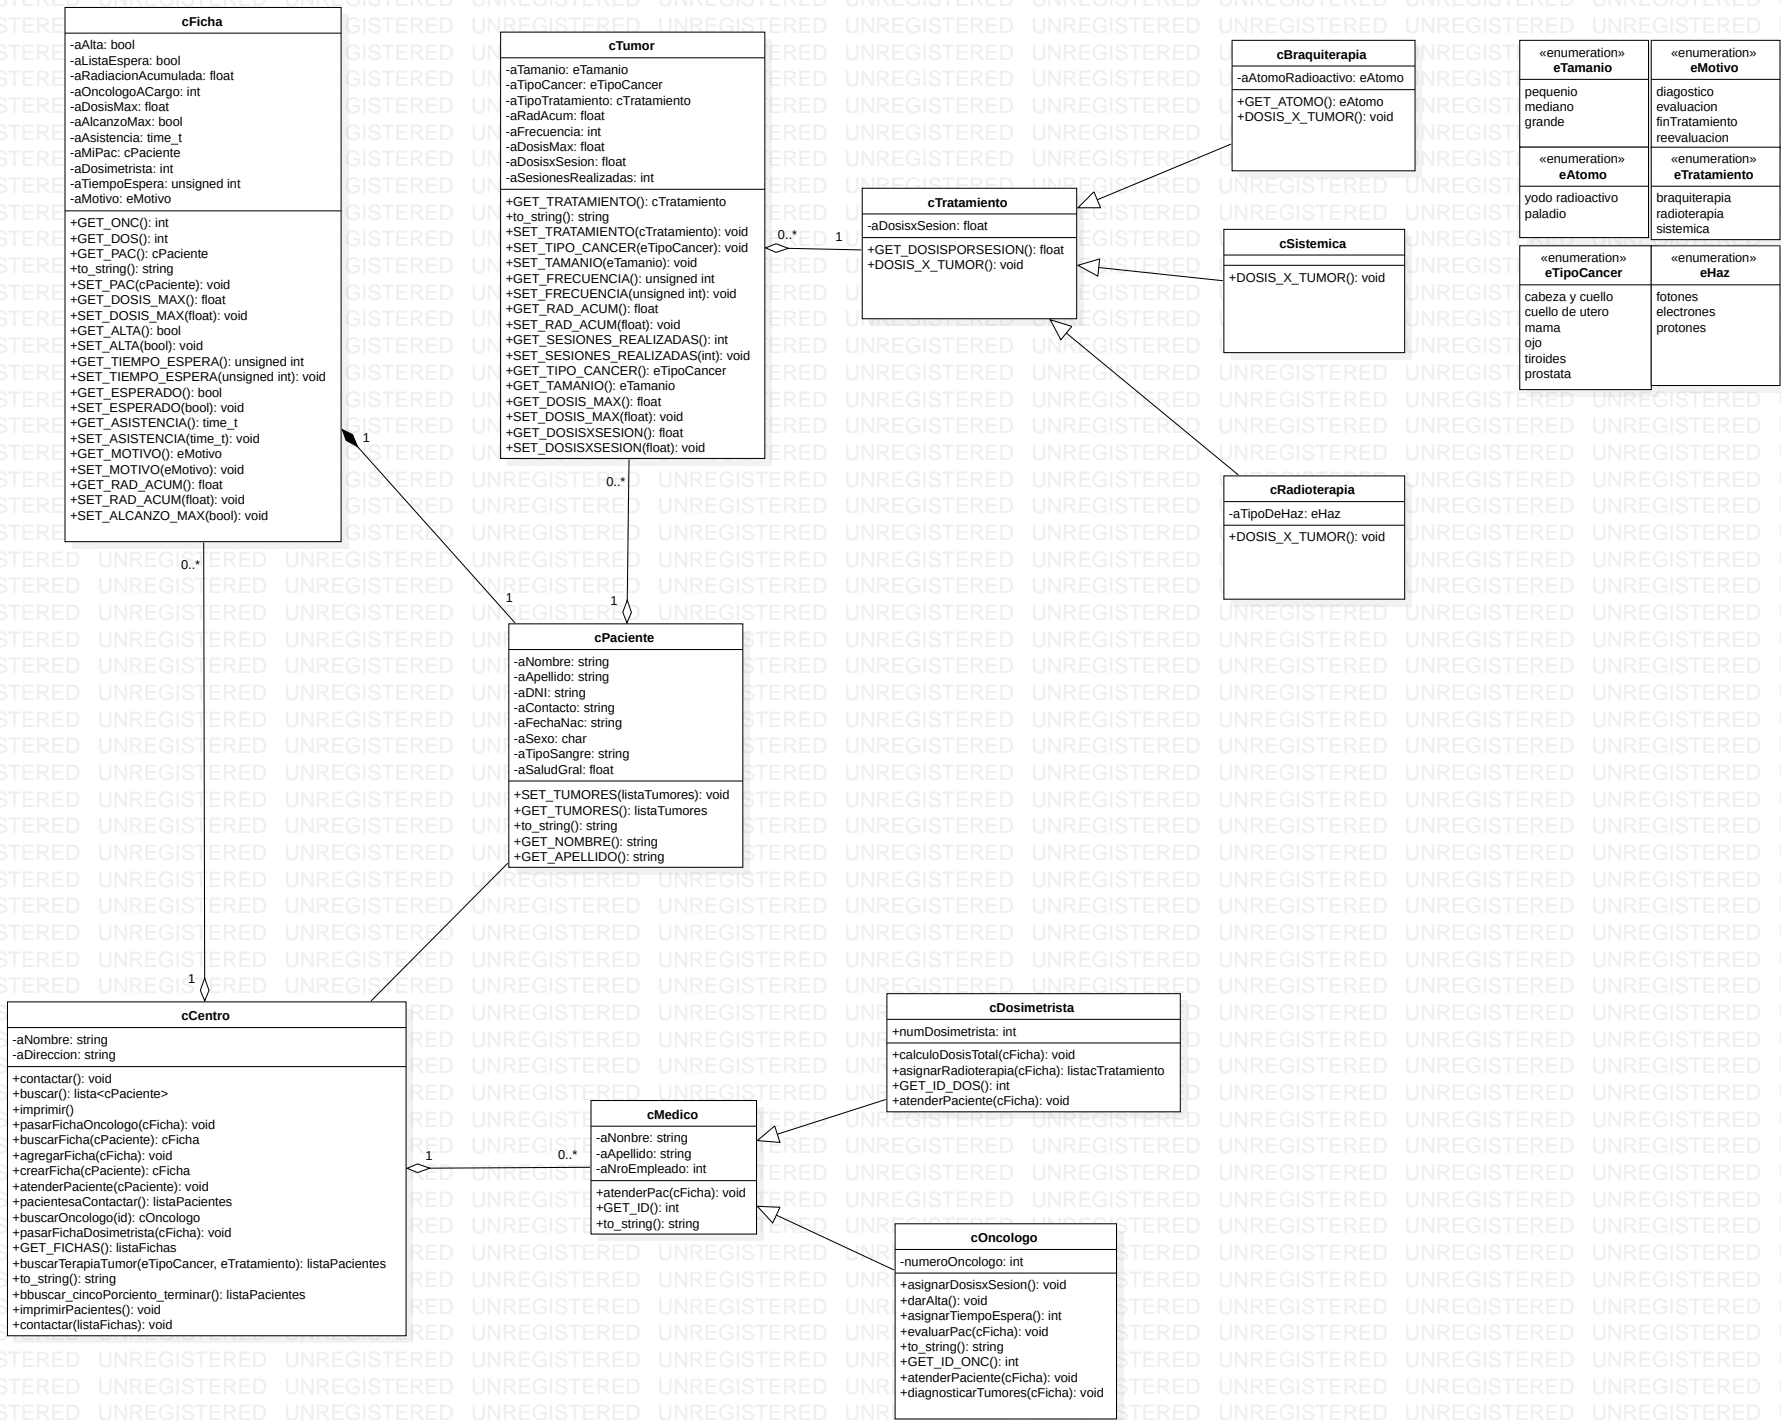 cFicha
-aAlta: bool
-aListaEspera: bool
-aRadiacionAcumulada: float
-aOncologoACargo: int
-aDosisMax: float
-aAlcanzoMax: bool
-aAsistencia: time_t
-aMiPac: cPaciente
-aDosimetrista: int
-aTiempoEspera: unsigned int
-aMotivo: eMotivo
+GET_ONC(): int
+GET_DOS(): int
+GET_PAC(): cPaciente
+to_string(): string
+SET_PAC(cPaciente): void
+GET_DOSIS_MAX(): float
+SET_DOSIS_MAX(float): void
+GET_ALTA(): bool
+SET_ALTA(bool): void
+GET_TIEMPO_ESPERA(): unsigned int
+SET_TIEMPO_ESPERA(unsigned int): void
+GET_ESPERADO(): bool
+SET_ESPERADO(bool): void
+GET_ASISTENCIA(): time_t
+SET_ASISTENCIA(time_t): void
+GET_MOTIVO(): eMotivo
+SET_MOTIVO(eMotivo): void
+GET_RAD_ACUM(): float
+SET_RAD_ACUM(float): void
+SET_ALCANZO_MAX(bool): void
1
1
0..*
1
cTumor
-aTamanio: eTamanio
-aTipoCancer: eTipoCancer
-aTipoTratamiento: cTratamiento
-aRadAcum: float
-aFrecuencia: int
-aDosisMax: float
-aDosisxSesion: float
-aSesionesRealizadas: int
+GET_TRATAMIENTO(): cTratamiento
+to_string(): string
+SET_TRATAMIENTO(cTratamiento): void
+SET_TIPO_CANCER(eTipoCancer): void
+SET_TAMANIO(eTamanio): void
+GET_FRECUENCIA(): unsigned int
+SET_FRECUENCIA(unsigned int): void
+GET_RAD_ACUM(): float
+SET_RAD_ACUM(float): void
+GET_SESIONES_REALIZADAS(): int
+SET_SESIONES_REALIZADAS(int): void
+GET_TIPO_CANCER(): eTipoCancer
+GET_TAMANIO(): eTamanio
+GET_DOSIS_MAX(): float
+SET_DOSIS_MAX(float): void
+GET_DOSISXSESION(): float
+SET_DOSISXSESION(float): void
0..*
1
0..*
1
cTratamiento
-aDosisxSesion: float
+GET_DOSISPORSESION(): float
+DOSIS_X_TUMOR(): void
cBraquiterapia
-aAtomoRadioactivo: eAtomo
+GET_ATOMO(): eAtomo
+DOSIS_X_TUMOR(): void
cSistemica
+DOSIS_X_TUMOR(): void
cRadioterapia
-aTipoDeHaz: eHaz
+DOSIS_X_TUMOR(): void
«enumeration»
eTamanio
pequenio
mediano
grande
«enumeration»
eMotivo
diagostico
evaluacion
finTratamiento
reevaluacion
«enumeration»
eAtomo
yodo radioactivo
paladio
«enumeration»
eTratamiento
braquiterapia
radioterapia
sistemica
«enumeration»
eTipoCancer
cabeza y cuello
cuello de utero
mama
ojo
tiroides
prostata
«enumeration»
eHaz
fotones
electrones
protones
cPaciente
-aNombre: string
-aApellido: string
-aDNI: string
-aContacto: string
-aFechaNac: string
-aSexo: char
-aTipoSangre: string
-aSaludGral: float
+SET_TUMORES(listaTumores): void
+GET_TUMORES(): listaTumores
+to_string(): string
+GET_NOMBRE(): string
+GET_APELLIDO(): string
cCentro
-aNombre: string
-aDireccion: string
+contactar(): void
+buscar(): lista<cPaciente>
+imprimir()
+pasarFichaOncologo(cFicha): void
+buscarFicha(cPaciente): cFicha
+agregarFicha(cFicha): void
+crearFicha(cPaciente): cFicha
+atenderPaciente(cPaciente): void
+pacientesaContactar(): listaPacientes
+buscarOncologo(id): cOncologo
+pasarFichaDosimetrista(cFicha): void
+GET_FICHAS(): listaFichas
+buscarTerapiaTumor(eTipoCancer, eTratamiento): listaPacientes
+to_string(): string
+bbuscar_cincoPorciento_terminar(): listaPacientes
+imprimirPacientes(): void
+contactar(listaFichas): void
1
0..*
cMedico
-aNonbre: string
-aApellido: string
-aNroEmpleado: int
+atenderPac(cFicha): void
+GET_ID(): int
+to_string(): string
cDosimetrista
+numDosimetrista: int
+calculoDosisTotal(cFicha): void
+asignarRadioterapia(cFicha): listacTratamiento
+GET_ID_DOS(): int
+atenderPaciente(cFicha): void
cOncologo
-numeroOncologo: int
+asignarDosisxSesion(): void
+darAlta(): void
+asignarTiempoEspera(): int
+evaluarPac(cFicha): void
+to_string(): string
+GET_ID_ONC(): int
+atenderPaciente(cFicha): void
+diagnosticarTumores(cFicha): void
UNREGISTERED